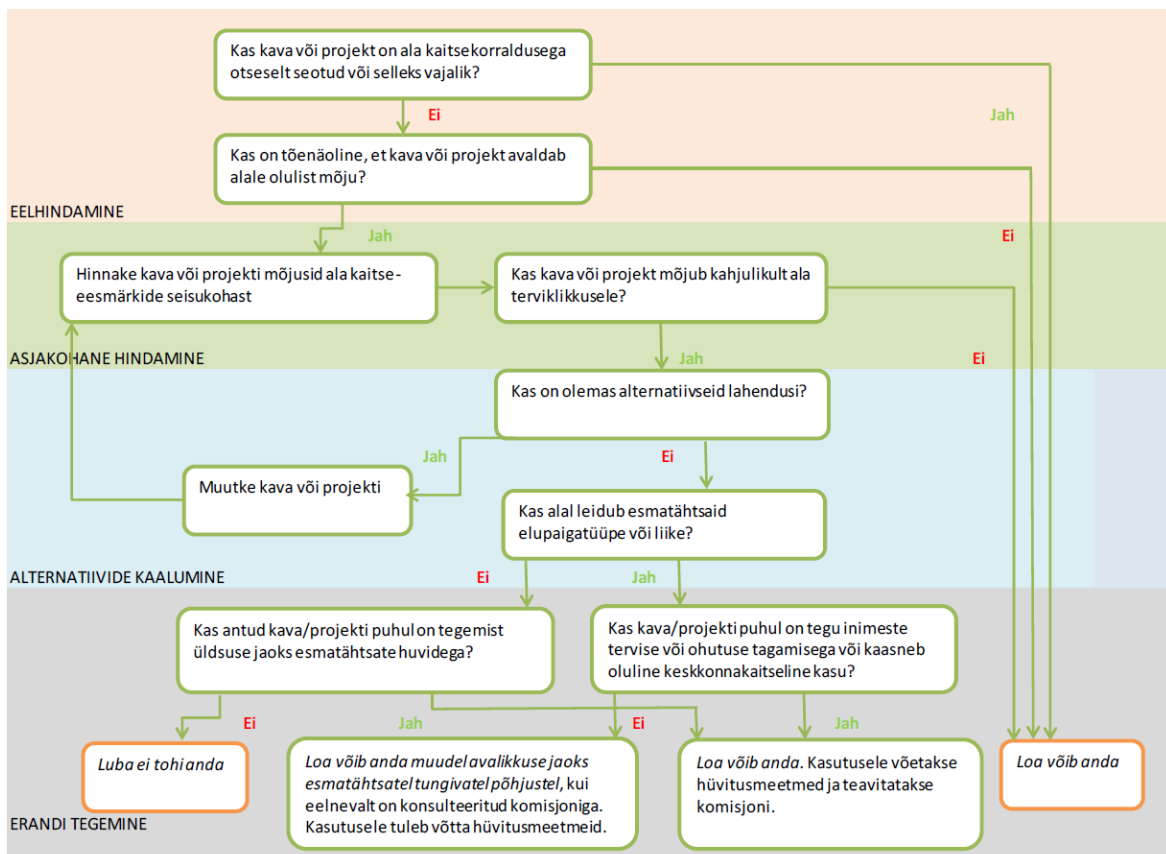 Kas kava või projekt on ala kaitsekorraldusega
otseselt seotud või selleks vajalik?
Ei
Jah
Kas on tõenäoline, et kava või projekt avaldab
alale olulist mõju?
EELHINDAMINE
Jah
Ei
Hinnake kava või projekti mõjusid ala kaitse-
eesmärkide seisukohast
Kas kava või projekt mõjub kahjulikult ala
terviklikkusele?
ASJAKOHANE HINDAMINE
Jah
Ei
Kas on olemas alternatiivseid lahendusi?
Jah
Ei
Muutke kava või projekti
Kas alal leidub esmatähtsaid
elupaigatüüpe või liike?
ALTERNATIIVIDE KAALUMINE
Ei
Jah
Kas antud kava/projekti puhul on tegemist
üldsuse jaoks esmatähtsate huvidega?
Kas kava/projekti puhul on tegu inimeste
tervise või ohutuse tagamisega või kaasneb
oluline keskkonnakaitseline kasu?
Ei
Jah
Ei
Jah
Luba ei tohi anda
Loa võib anda muudel avalikkuse jaoks
esmatähtsatel tungivatel põhjustel, kui
eelnevalt on konsulteeritud komisjoniga.
Kasutusele tuleb võtta hüvitusmeetmeid.
Loa võib anda. Kasutusele võetakse
hüvitusmeetmed ja teavitatakse
komisjoni.
Loa võib anda
ERANDI TEGEMINE